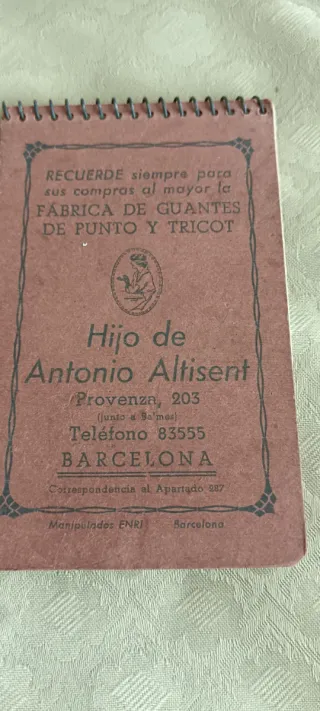 RECUERDE siempre para
sus compras al mayor la
FÁBRICA DE GUANTES
DE PUNTO Y TRICOT
Hijo de
Antonio Altisent
Provenza, 203
(junto a Balmes)
Teléfono 83555
BARCELONA
Correspondencia al Apartado 287
Manipulados ENRI Barcelona